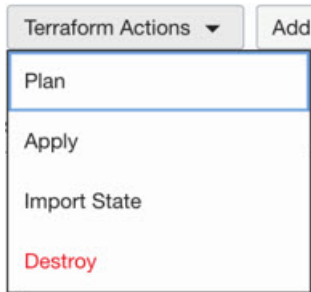 Terraform Actions
Add
Plan
Apply
Import State
Destroy